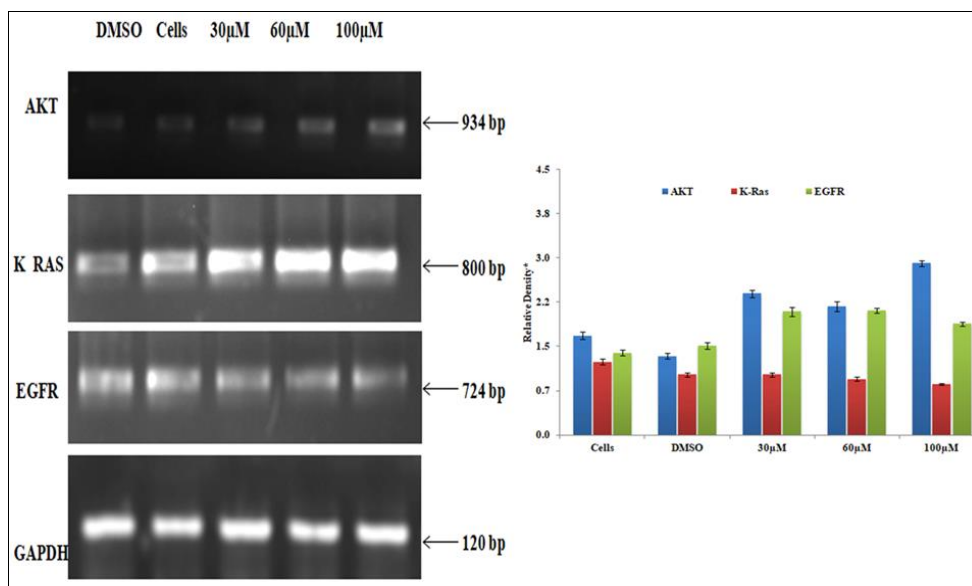 DMSO Cells 30µM 60µM 100µM
AKT
934 bp
K RAS
800 bp
EGFR
724 bp
GAPDH
120 bp
4.5
3.8
3.0
2.2
1.5
0.7
0.0
Relative Density*
AKT K-Ras EGFR
Cells DMSO 30µM 60µM 100µM